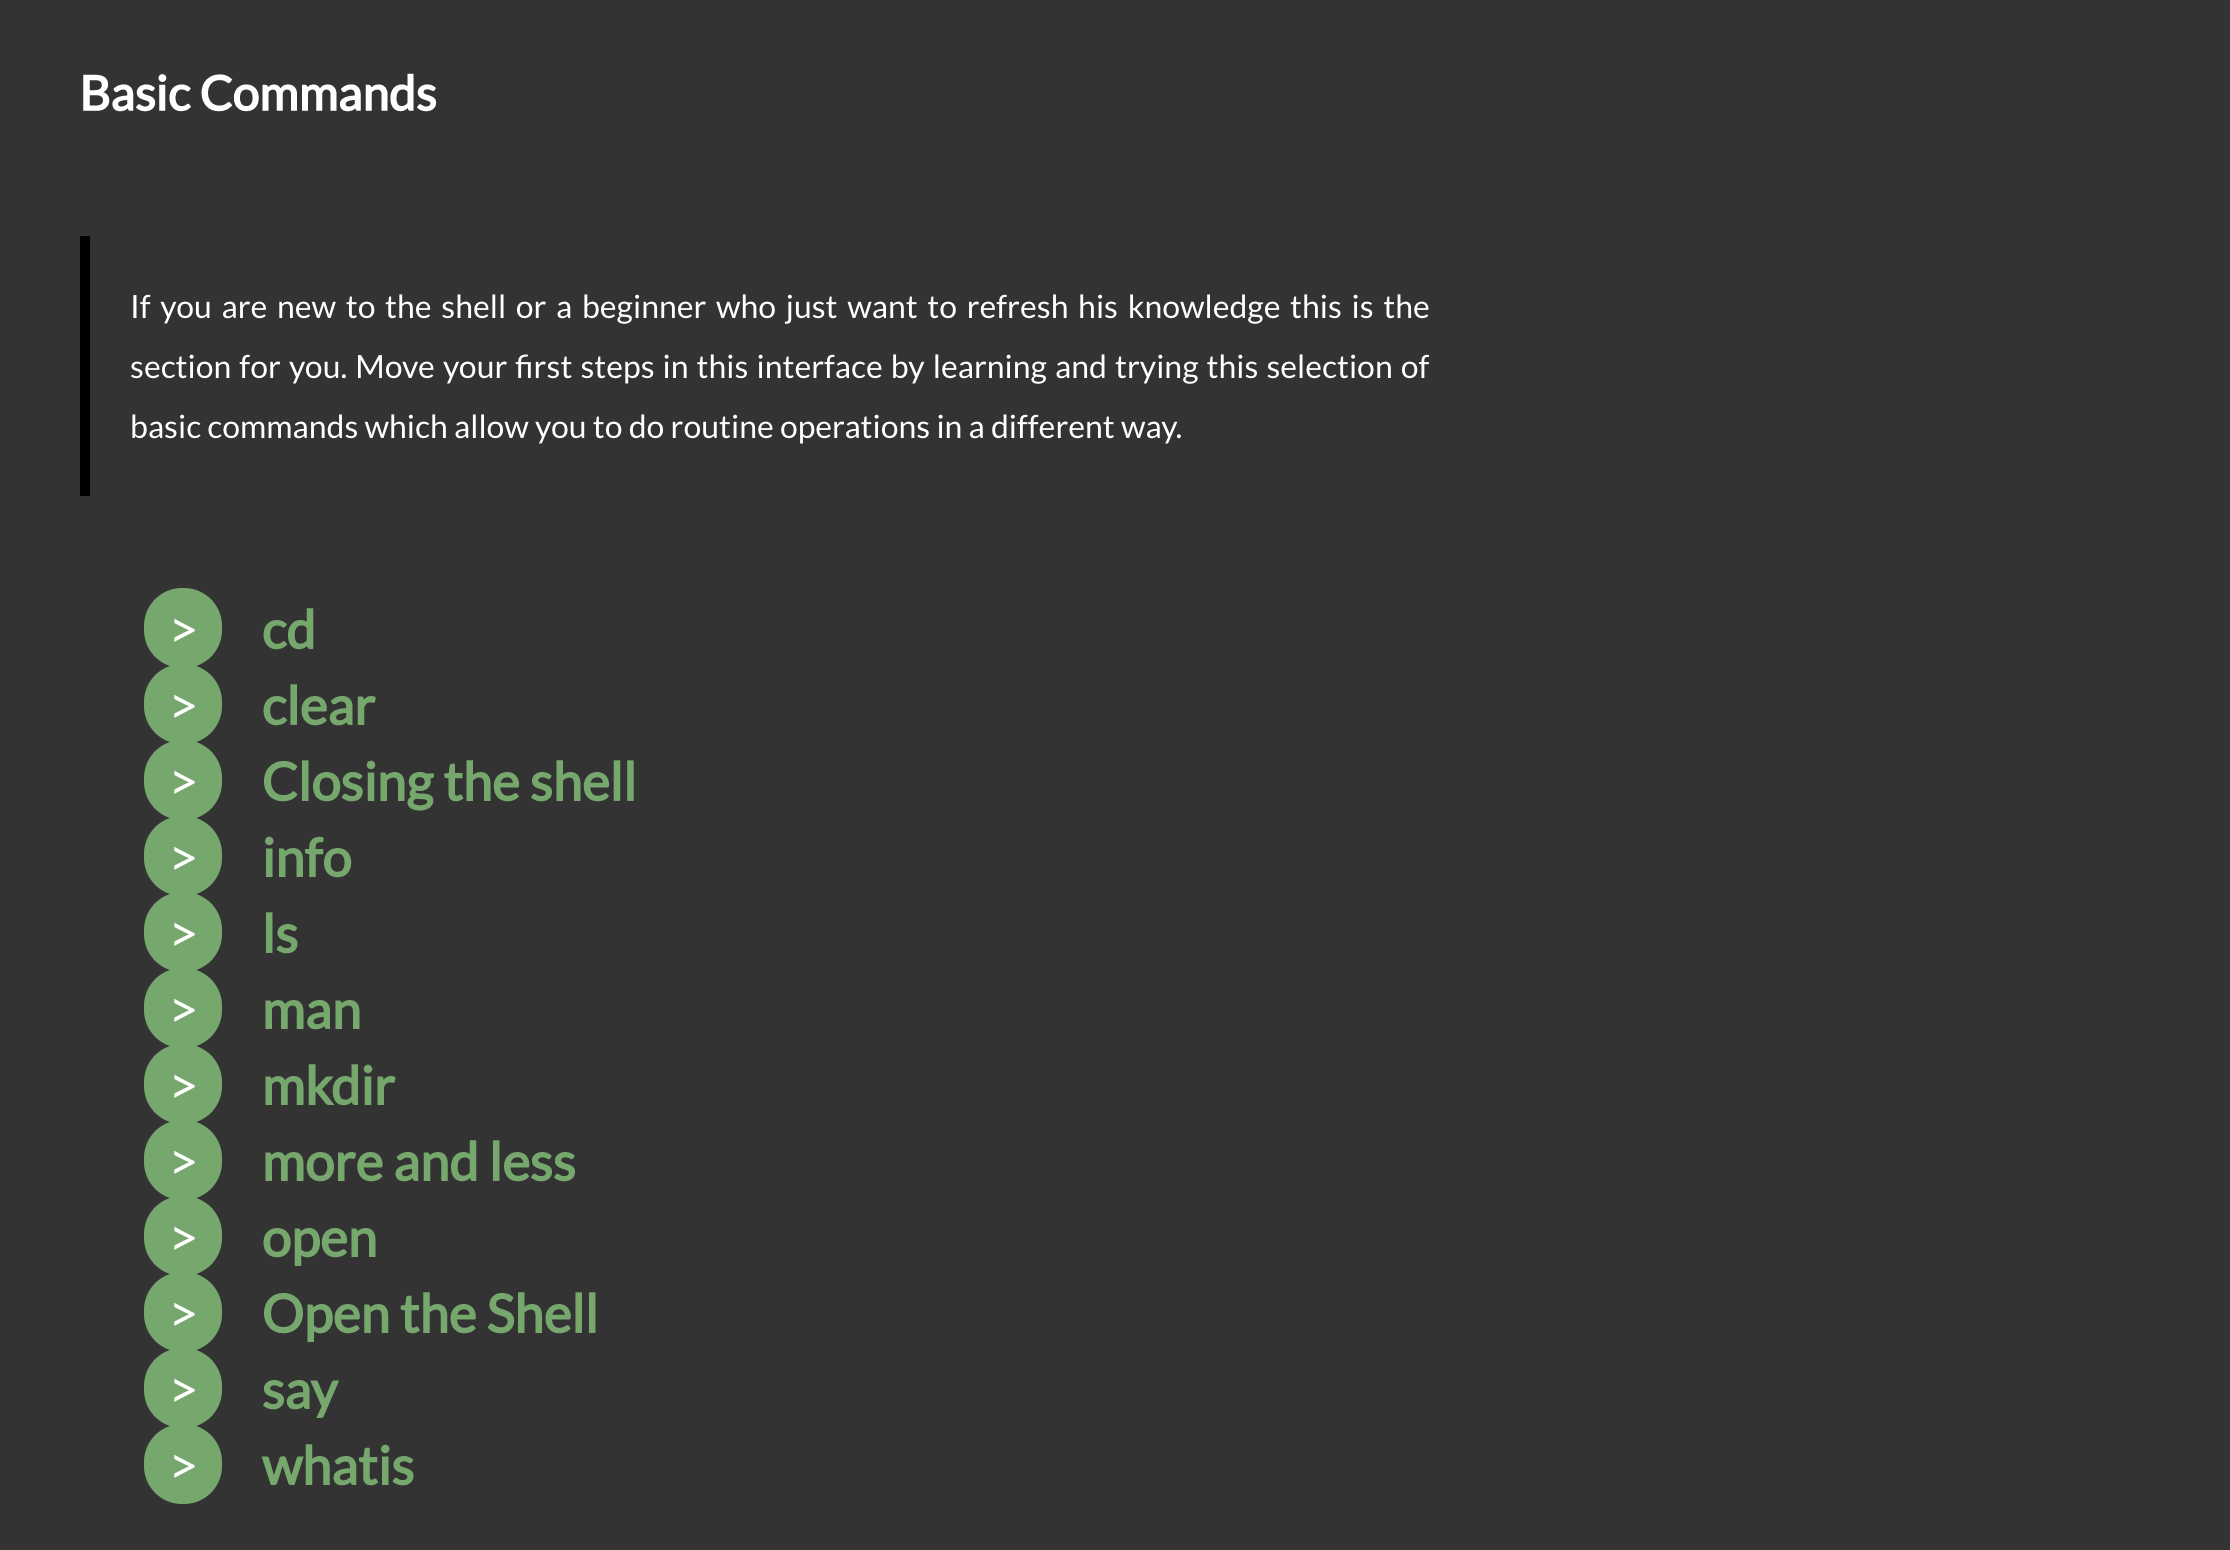 Basic Commands
If you are new to the shell or a beginner who just want to refresh his knowledge this is the
section for you. Move your first steps in this interface by learning and trying this selection of
basic commands which allow you to do routine operations in a different way.
> cd
> clear
> Closing the shell
> info
> ls
> man
> mkdir
> more and less
> open
> Open the Shell
> say
> whatis